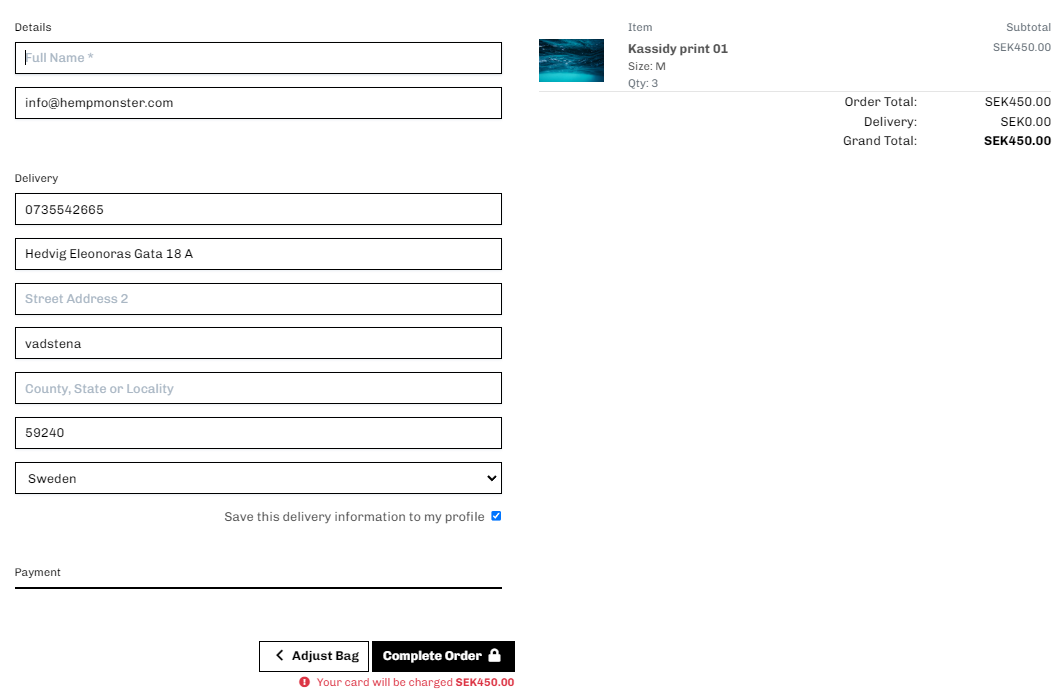 Details
Full Name *
info@hempmonster.com
Delivery
0735542665
Hedvig Eleonoras Gata 18 A
Street Address 2
vadstena
County, State or Locality
59240
Sweden
Save this delivery information to my profile
Payment
Adjust Bag
Complete Order
Your card will be charged SEK450.00
Item Subtotal
Kassidy print 01 SEK450.00
Size: M
Qty: 3
Order Total: SEK450.00
Delivery: SEK0.00
Grand Total: SEK450.00